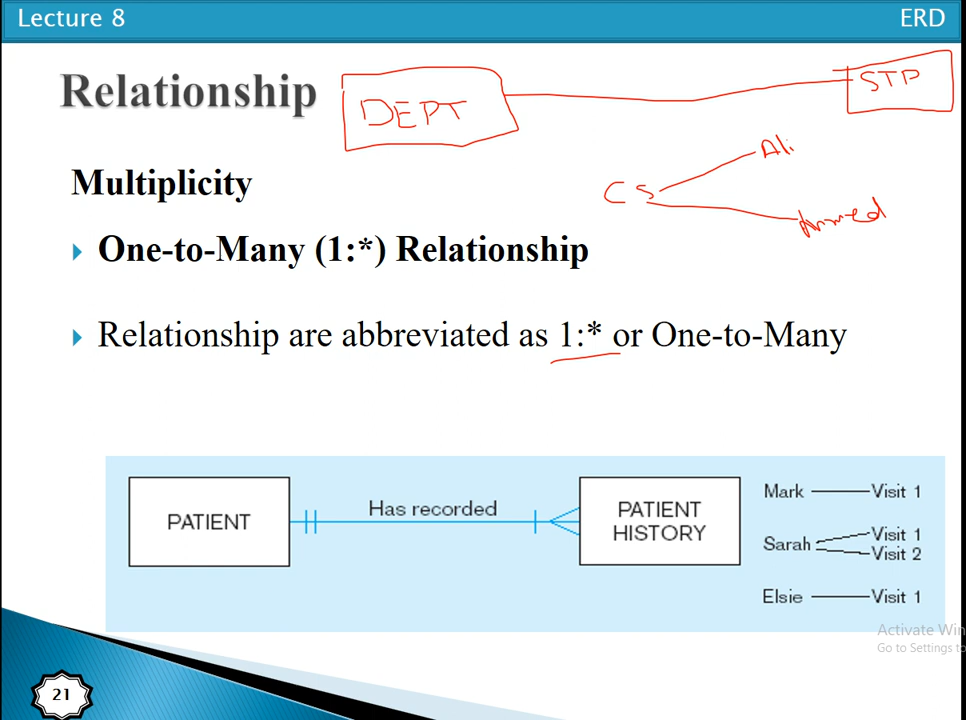 Lecture 8 ERD
Relationship
DEPT
STP
Multiplicity
CS
Ali
Ahmed
One-to-Many (1:*) Relationship
Relationship are abbreviated as 1:* or One-to-Many
PATIENT
Has recorded
PATIENT
HISTORY
Mark Visit 1
Sarah Visit 1
Visit 2
Elsie Visit 1
Activate Win
Go to Settings to
21